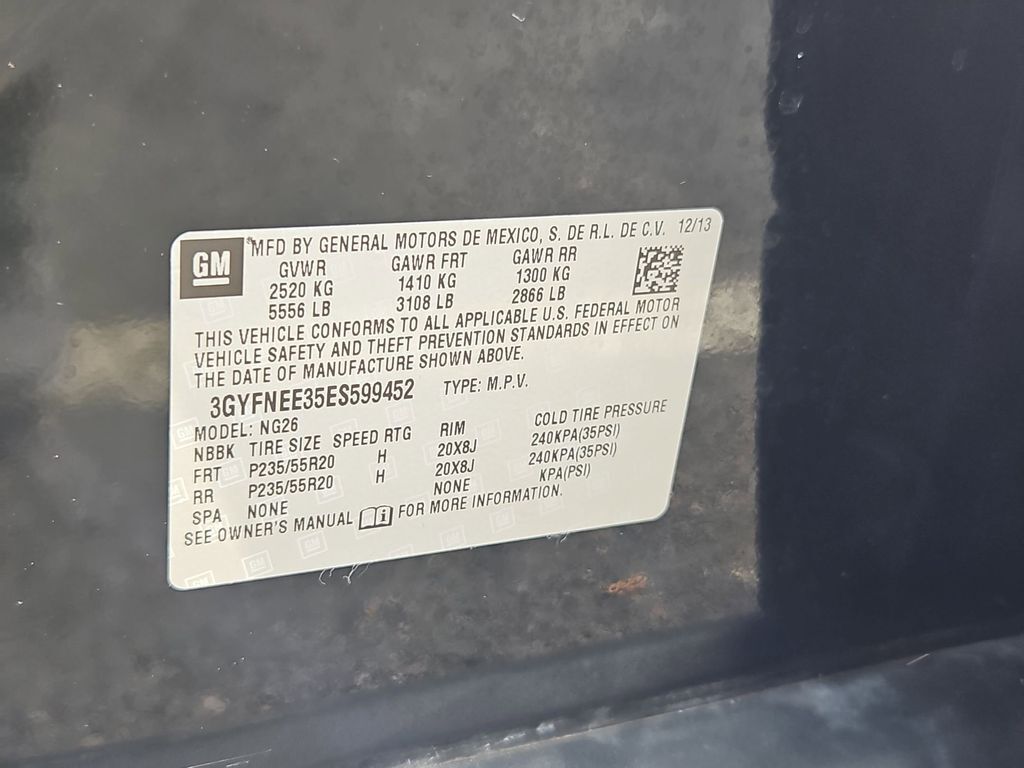 GM
MFD BY GENERAL MOTORS DE MEXICO, S. DE R.L. DE C.V. 12/13
GVWR GAWR FRT GAWR RR
2520 KG 1410 KG 1300 KG
5556 LB 3108 LB 2866 LB
THIS VEHICLE CONFORMS TO ALL APPLICABLE U.S. FEDERAL MOTOR
VEHICLE SAFETY AND THEFT PREVENTION STANDARDS IN EFFECT ON
THE DATE OF MANUFACTURE SHOWN ABOVE.
3GYFNEE35ES599452 TYPE: M.P.V.
MODEL: NG26
NBBK TIRE SIZE SPEED RTG RIM COLD TIRE PRESSURE
FRT P235/55R20 H 20X8J 240KPA(35PSI)
RR P235/55R20 H 20X8J 240KPA(35PSI)
SPA NONE NONE KPA(PSI)
SEE OWNER'S MANUAL i FOR MORE INFORMATION.